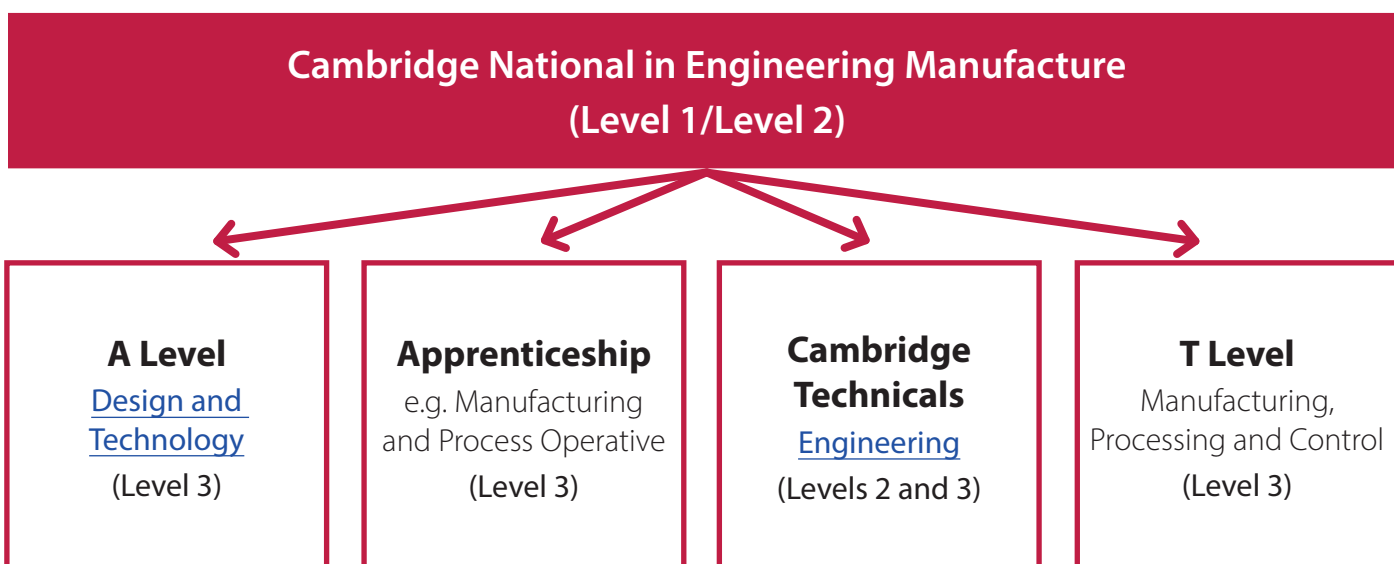 Cambridge National in Engineering Manufacture
(Level 1/Level 2)
A Level
Design and
Technology
(Level 3)
Apprenticeship
e.g. Manufacturing
and Process Operative
(Level 3)
Cambridge
Technicals
Engineering
(Levels 2 and 3)
T Level
Manufacturing,
Processing and Control
(Level 3)